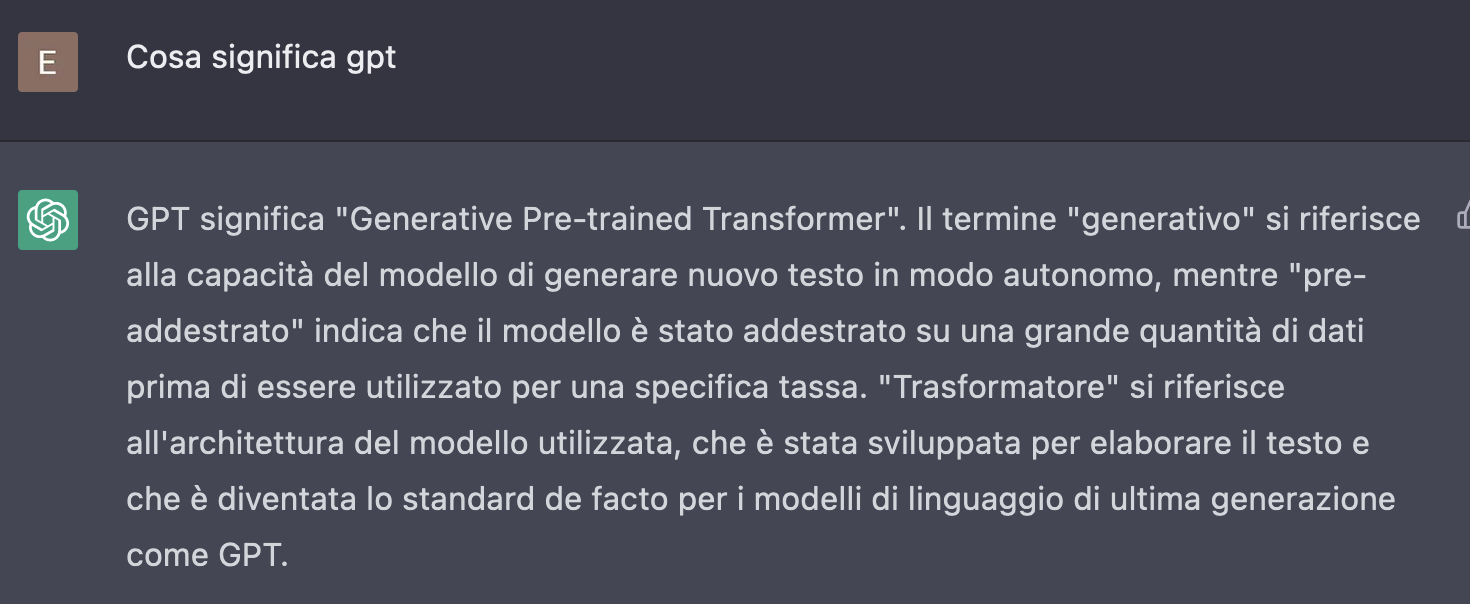 E
Cosa significa gpt
GPT significa "Generative Pre-trained Transformer". Il termine "generativo" si riferisce
alla capacità del modello di generare nuovo testo in modo autonomo, mentre "pre-
addestrato" indica che il modello è stato addestrato su una grande quantità di dati
prima di essere utilizzato per una specifica tassa. "Trasformatore" si riferisce
all'architettura del modello utilizzata, che è stata sviluppata per elaborare il testo e
che è diventata lo standard de facto per i modelli di linguaggio di ultima generazione
come GPT.